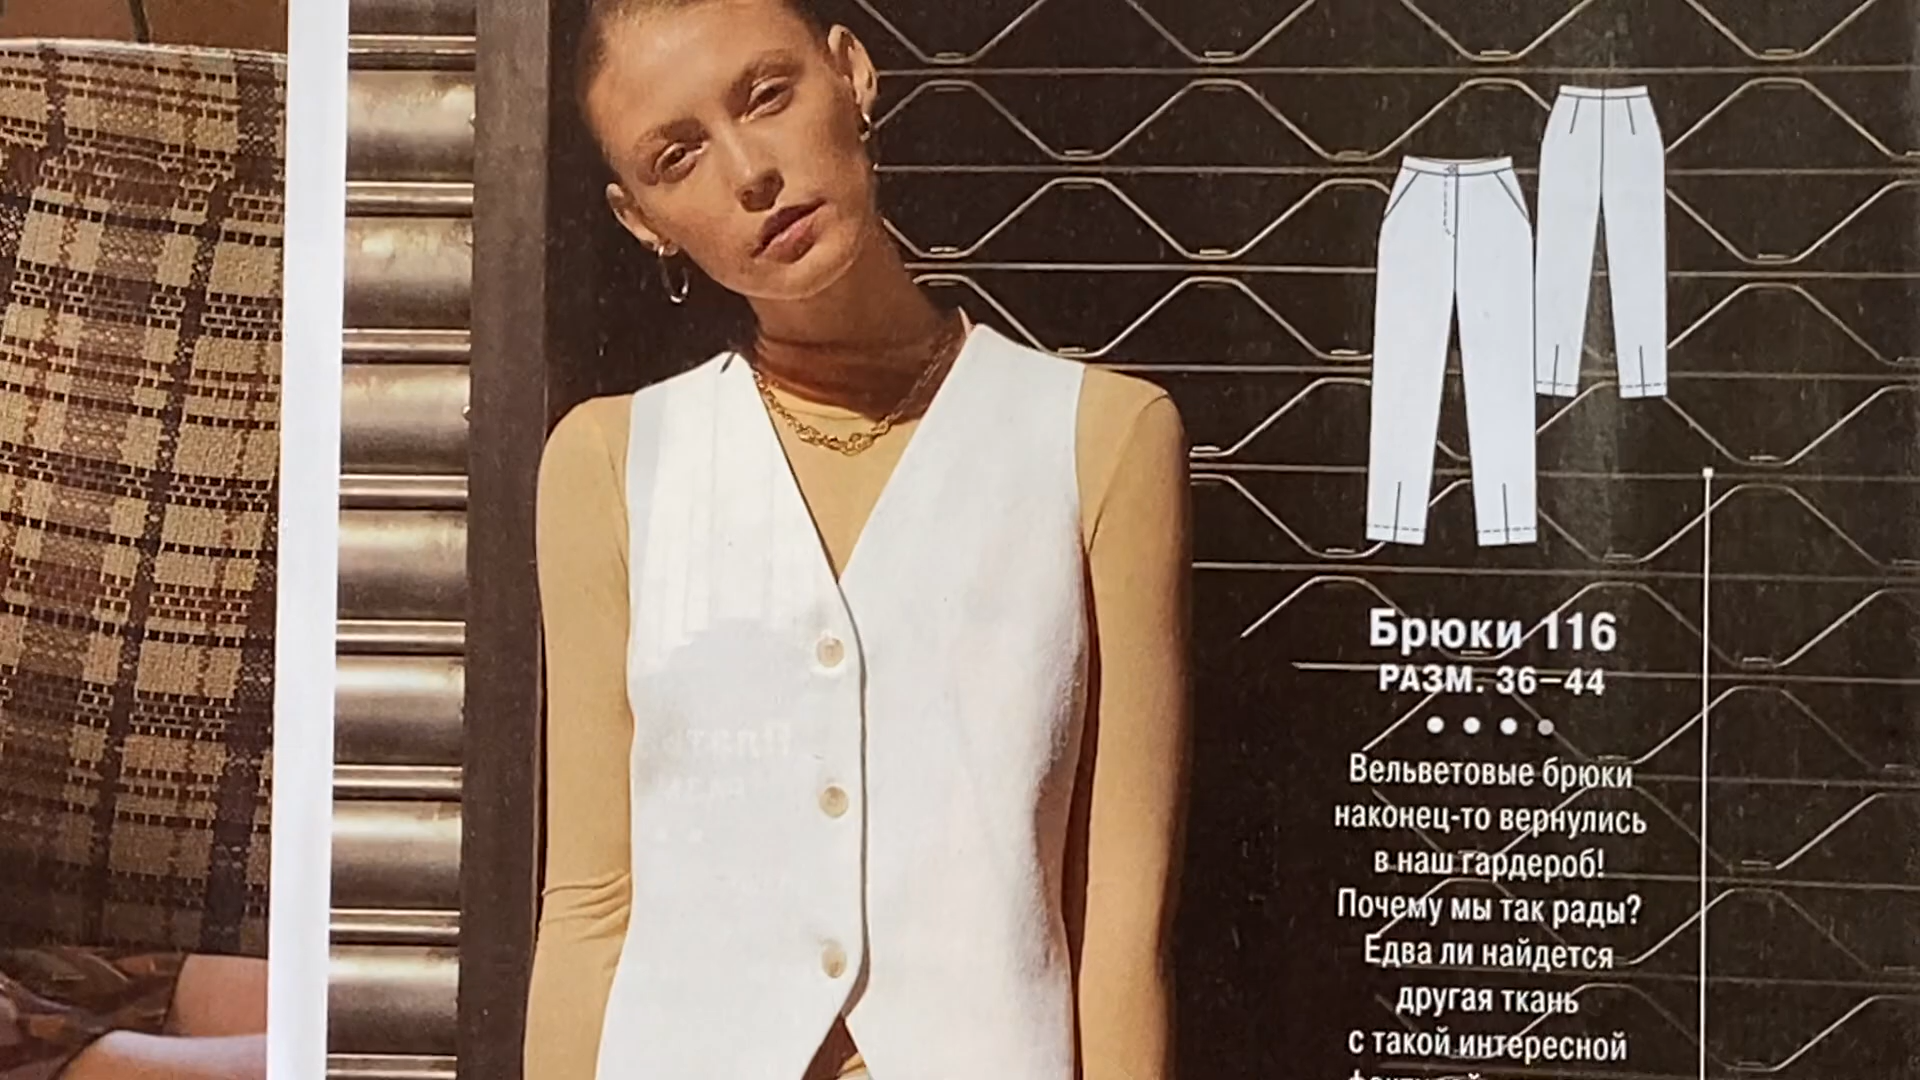 Брюки 116
РАЗМ. 36–44
Вельветовые брюки
наконец-то вернулись
в наш гардероб!
Почему мы так рады?
Едва ли найдется
другая ткань
с такой интересной